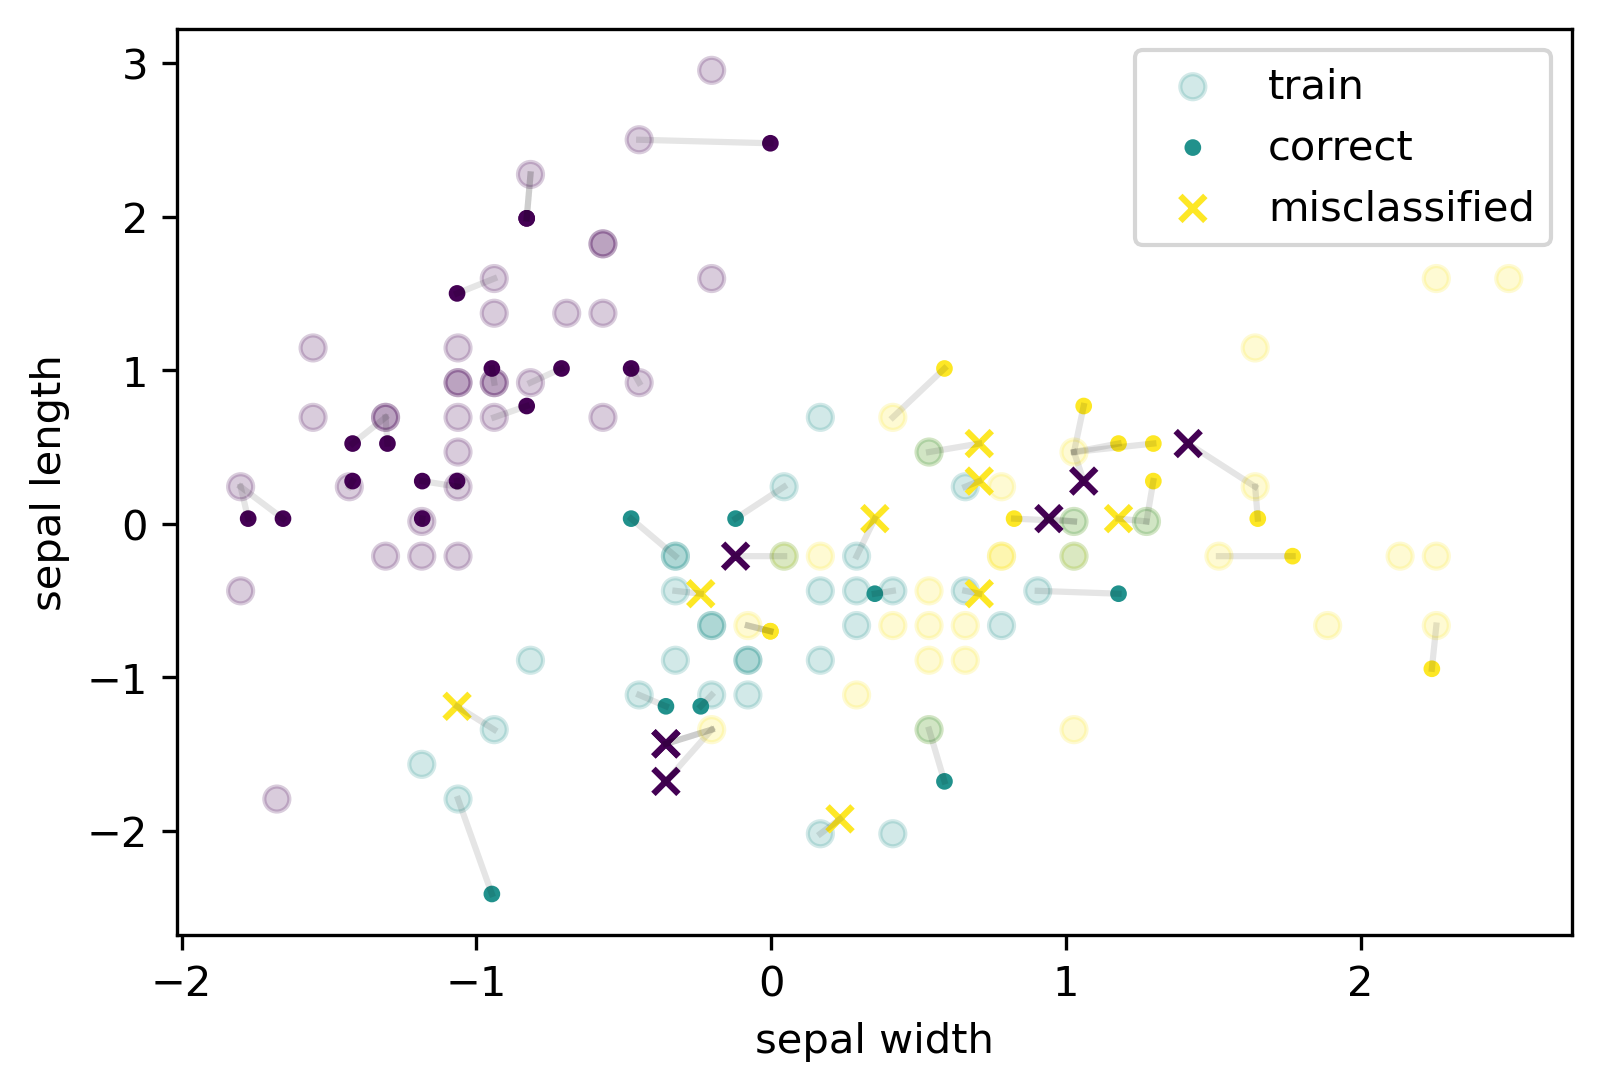 3
2
1
0
−1
−2
sepal length
−2
−1
0
1
2
sepal width
train
correct
misclassified